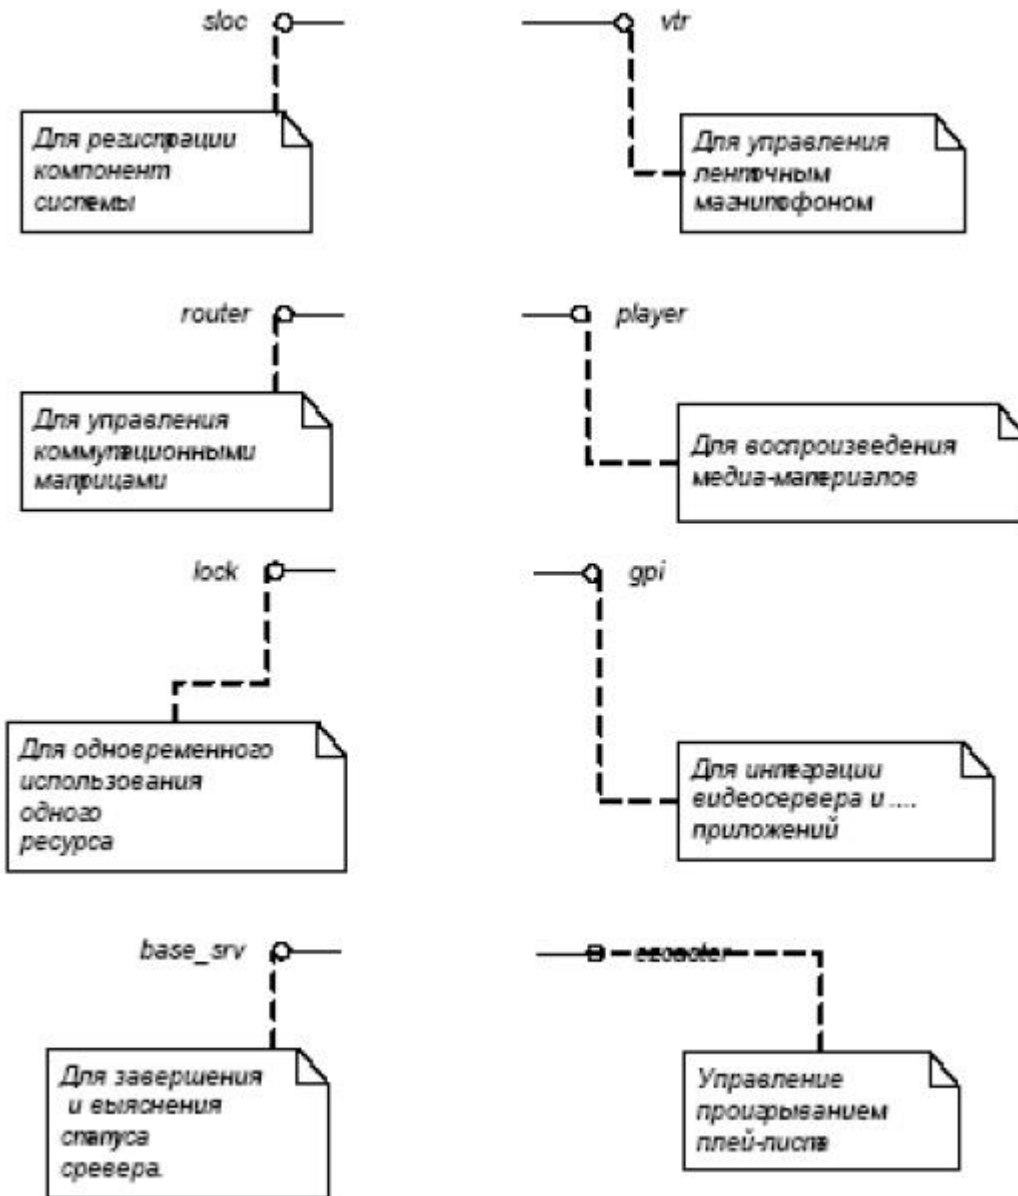 sloc
vtr
Для регистрации
компонент
системы
Для управления
ленточным
магнитофоном
router
player
Для управления
коммутационными
матрицами
Для воспроизведения
медиа-материалов
lock
gpi
Для одновременного
использования
одного
ресурса
Для интеграции
видеосервера и ....
приложений
base_srv
Для завершения
и выяснения
статуса
сревера.
Управление
проигрыванием
плей-листа